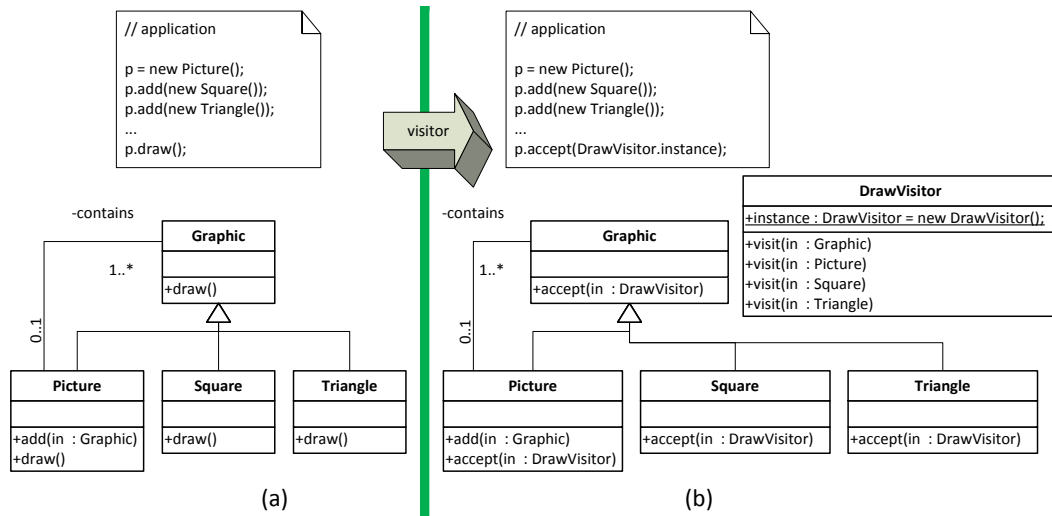 // application
p = new Picture();
p.add(new Square());
p.add(new Triangle());
...
p.draw();
-contains
Graphic
1..*
+draw()
0..1
Picture
+add(in : Graphic)
+draw()
Square
+draw()
Triangle
+draw()
(a)
visitor
// application
p = new Picture();
p.add(new Square());
p.add(new Triangle());
...
p.accept(DrawVisitor.instance);
DrawVisitor
+instance : DrawVisitor = new DrawVisitor();
+visit(in : Graphic)
+visit(in : Picture)
+visit(in : Square)
+visit(in : Triangle)
-contains
Graphic
1..*
+accept(in : DrawVisitor)
0..1
Picture
+add(in : Graphic)
+accept(in : DrawVisitor)
Square
+accept(in : DrawVisitor)
Triangle
+accept(in : DrawVisitor)
(b)